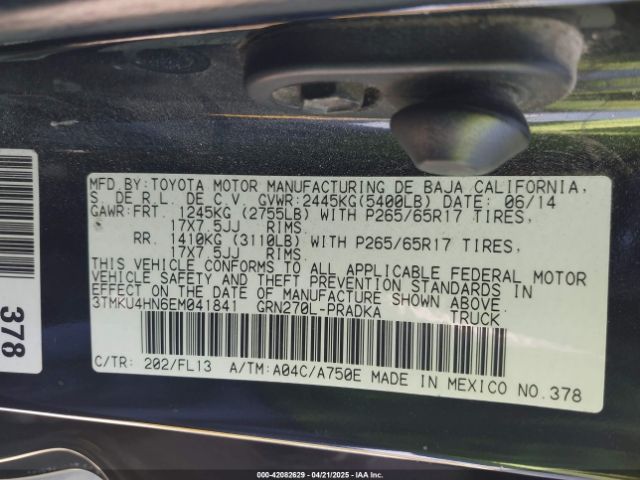 MFD.BY:TOYOTA MOTOR MANUFACTURING DE BAJA CALIFORNIA,
S. DE R.L. DE C.V. GVWR:2445KG(5400LB) DATE: 06/14
GAWR:FRT. 1245KG (2755LB) WITH P265/65R17 TIRES,
17X7.5JJ RIMS.
RR. 1410KG (3110LB) WITH P265/65R17 TIRES,
17X7.5JJ RIMS.
THIS VEHICLE CONFORMS TO ALL APPLICABLE FEDERAL MOTOR
VEHICLE SAFETY AND THEFT PREVENTION STANDARDS IN
EFFECT ON THE DATE OF MANUFACTURE SHOWN ABOVE.
3TMKU4HN6EM041841 GRN270L-PRADKA TRUCK
C/TR: 202/FL13 A/TM:A04C/A750E MADE IN MEXICO NO.378
378
000-42082629 - 04/21/2025 - IAAI.COM